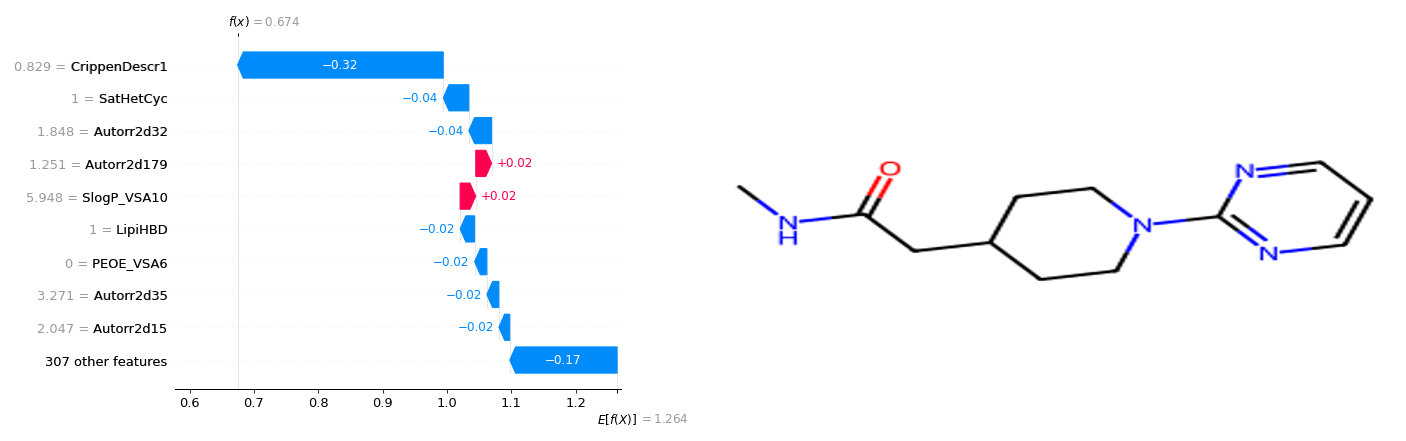 f(x) = 0.674
0.829 = CrippenDescr1
−0.32
1 = SatHetCyc
−0.04
1.848 = Autorr2d32
−0.04
1.251 = Autorr2d179
+0.02
5.948 = SlogP_VSA10
+0.02
1 = LipiHBD
−0.02
0 = PEOE_VSA6
−0.02
3.271 = Autorr2d35
−0.02
2.047 = Autorr2d15
−0.02
307 other features
−0.17
0.6 0.7 0.8 0.9 1.0 1.1 1.2
E[f(X)] = 1.264
O
N
H
N
N
N